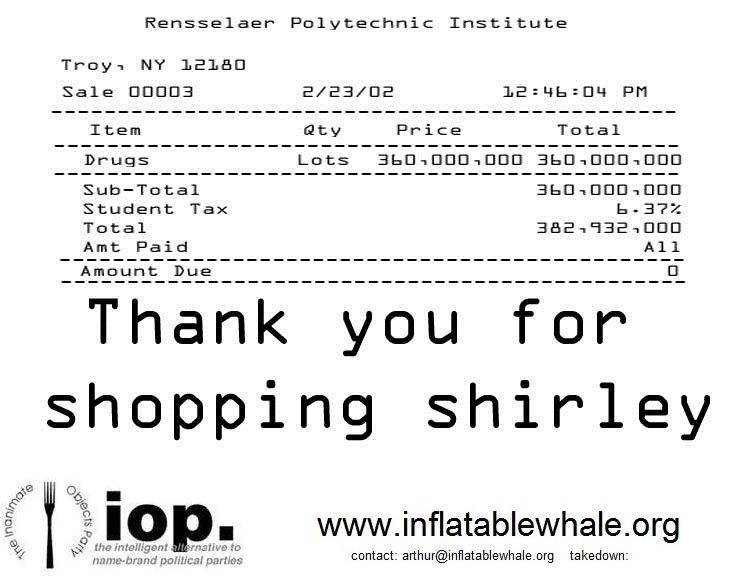 Rensselaer Polytechnic Institute
Troy, NY 12180
Sale 00003 2/23/02 12:46:04 PM
Item Qty Price Total
Drugs Lots 360,000,000 360,000,000
Sub-Total 360,000,000
Student Tax 6.37%
Total 382,932,000
Amt Paid All
Amount Due 0
Thank you for
shopping shirley
The Inanimate Objects Party
iop.
the intelligent alternative to
name-brand political parties
www.inflatablewhale.org
contact: arthur@inflatablewhale.org takedown: